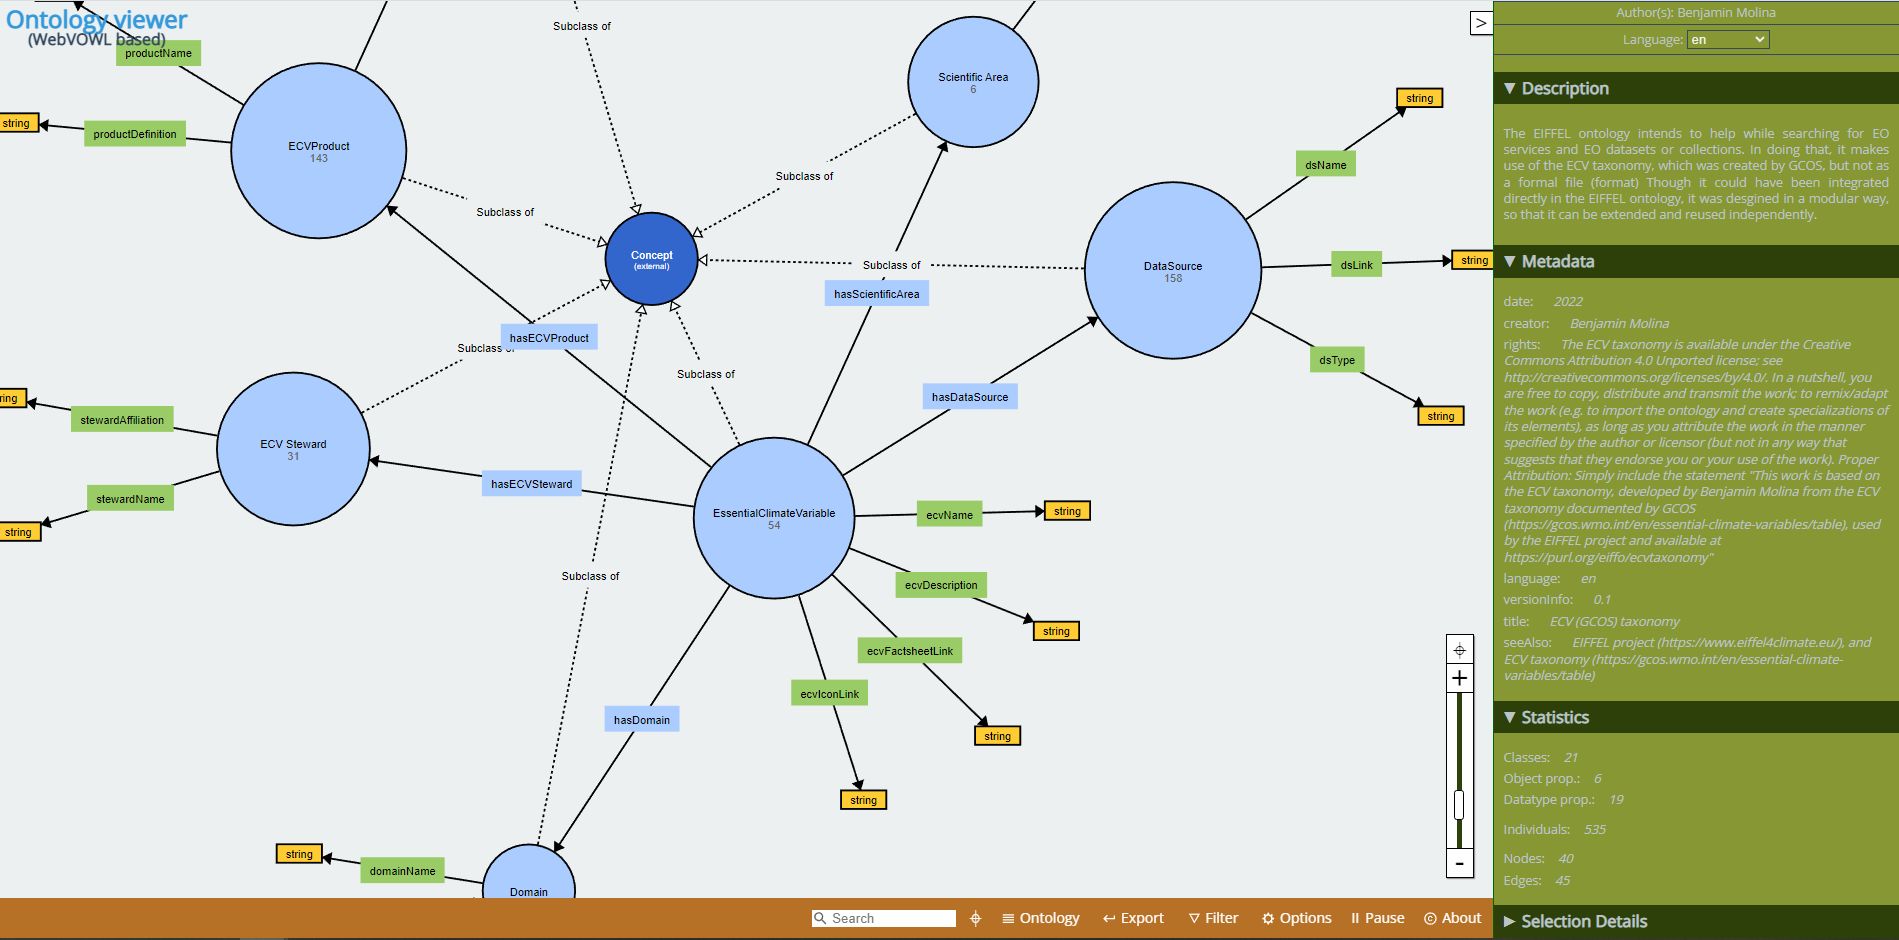 Ontology viewer
(WebVOWL based)
productName
string
productDefinition
ECVProduct
143
Subclass of
Subclass of
Scientific Area
6
Subclass of
Concept
(external)
Subclass of
hasScientificArea
DataSource
158
dsName
string
dsLink
string
dsType
string
hasECVProduct
Subclass of
Subclass of
hasDataSource
ring
stewardAffiliation
ECV Steward
31
stewardName
string
hasECVSteward
EssentialClimateVariable
54
ecvName
string
ecvDescription
string
ecvFactsheetLink
string
ecvIconLink
string
Subclass of
hasDomain
string
domainName
Domain
>
+
-
Search
Ontology
Export
Filter
Options
Pause
About
Author(s): Benjamin Molina
Language: en
Description
The EIFFEL ontology intends to help while searching for EO
services and EO datasets or collections. In doing that, it makes
use of the ECV taxonomy, which was created by GCOS, but not as
a formal file (format) Though it could have been integrated
directly in the EIFFEL ontology, it was desgined in a modular way,
so that it can be extended and reused independently.
Metadata
date: 2022
creator: Benjamin Molina
rights: The ECV taxonomy is available under the Creative
Commons Attribution 4.0 Unported license; see
http://creativecommons.org/licenses/by/4.0/. In a nutshell, you
are free to copy, distribute and transmit the work; to remix/adapt
the work (e.g. to import the ontology and create specializations of
its elements), as long as you attribute the work in the manner
specified by the author or licensor (but not in any way that
suggests that they endorse you or your use of the work). Proper
Attribution: Simply include the statement "This work is based on
the ECV taxonomy, developed by Benjamin Molina from the ECV
taxonomy documented by GCOS
(https://gcos.wmo.int/en/essential-climate-variables/table), used
by the EIFFEL project and available at
https://purl.org/eiffo/ecvtaxonomy"
language: en
versionInfo: 0.1
title: ECV (GCOS) taxonomy
seeAlso: EIFFEL project (https://www.eiffel4climate.eu/), and
ECV taxonomy (https://gcos.wmo.int/en/essential-climate-
variables/table)
Statistics
Classes: 21
Object prop.: 6
Datatype prop.: 19
Individuals: 535
Nodes: 40
Edges: 45
Selection Details